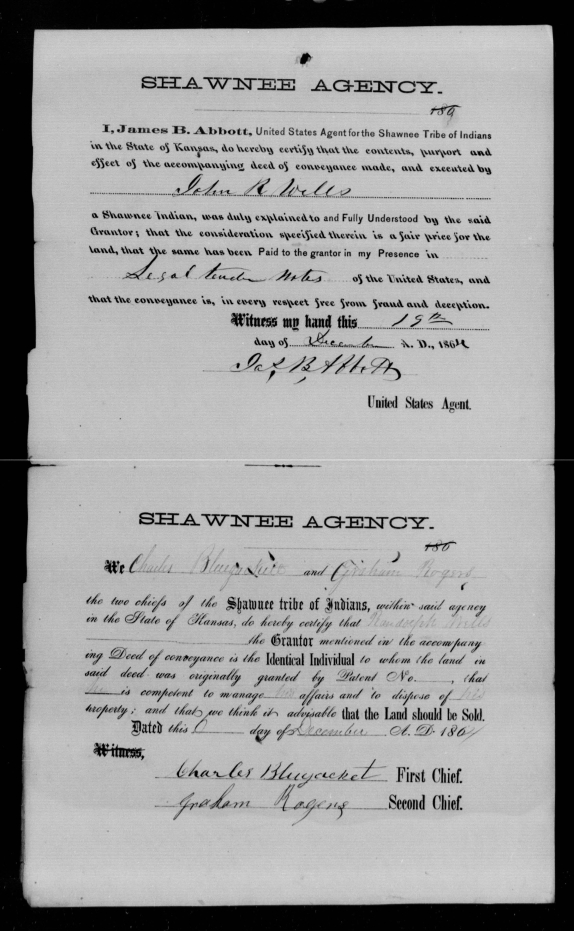 SHAWNEE AGENCY.
186
I, James B. Abbott, United States Agent for the Shawnee Tribe of Indians
in the State of Kansas, do hereby certify that the contents, purport and
effect of the accompanying deed of conveyance made, and executed by
John R Wells
a Shawnee Indian, was duly explained to and Fully Understood by the said
Grantor; that the consideration specified therein is a fair price for the
land, that the same has been Paid to the grantor in my Presence in
Legal tender Notes of the United States, and
that the conveyance is, in every respect free from fraud and deception.
Witness my hand this 19th
day of December A. D., 1864
Jas B Abbott
United States Agent.
SHAWNEE AGENCY.
186
We Charles Bluejacket and Graham Rogers
the two chiefs of the Shawnee tribe of Indians, within said agency
in the State of Kansas, do hereby certify that Wells
the Grantor mentioned in the accompany
ing Deed of conveyance is the Identical Individual to whom the land in
said deed was originally granted by Patent No. , that
is competent to manage his affairs and to dispose of his
property; and that we think it advisable that the Land should be Sold.
Dated this day of December A. D. 1864
Witness,
Charles Bluejacket First Chief.
Graham Rogers Second Chief.